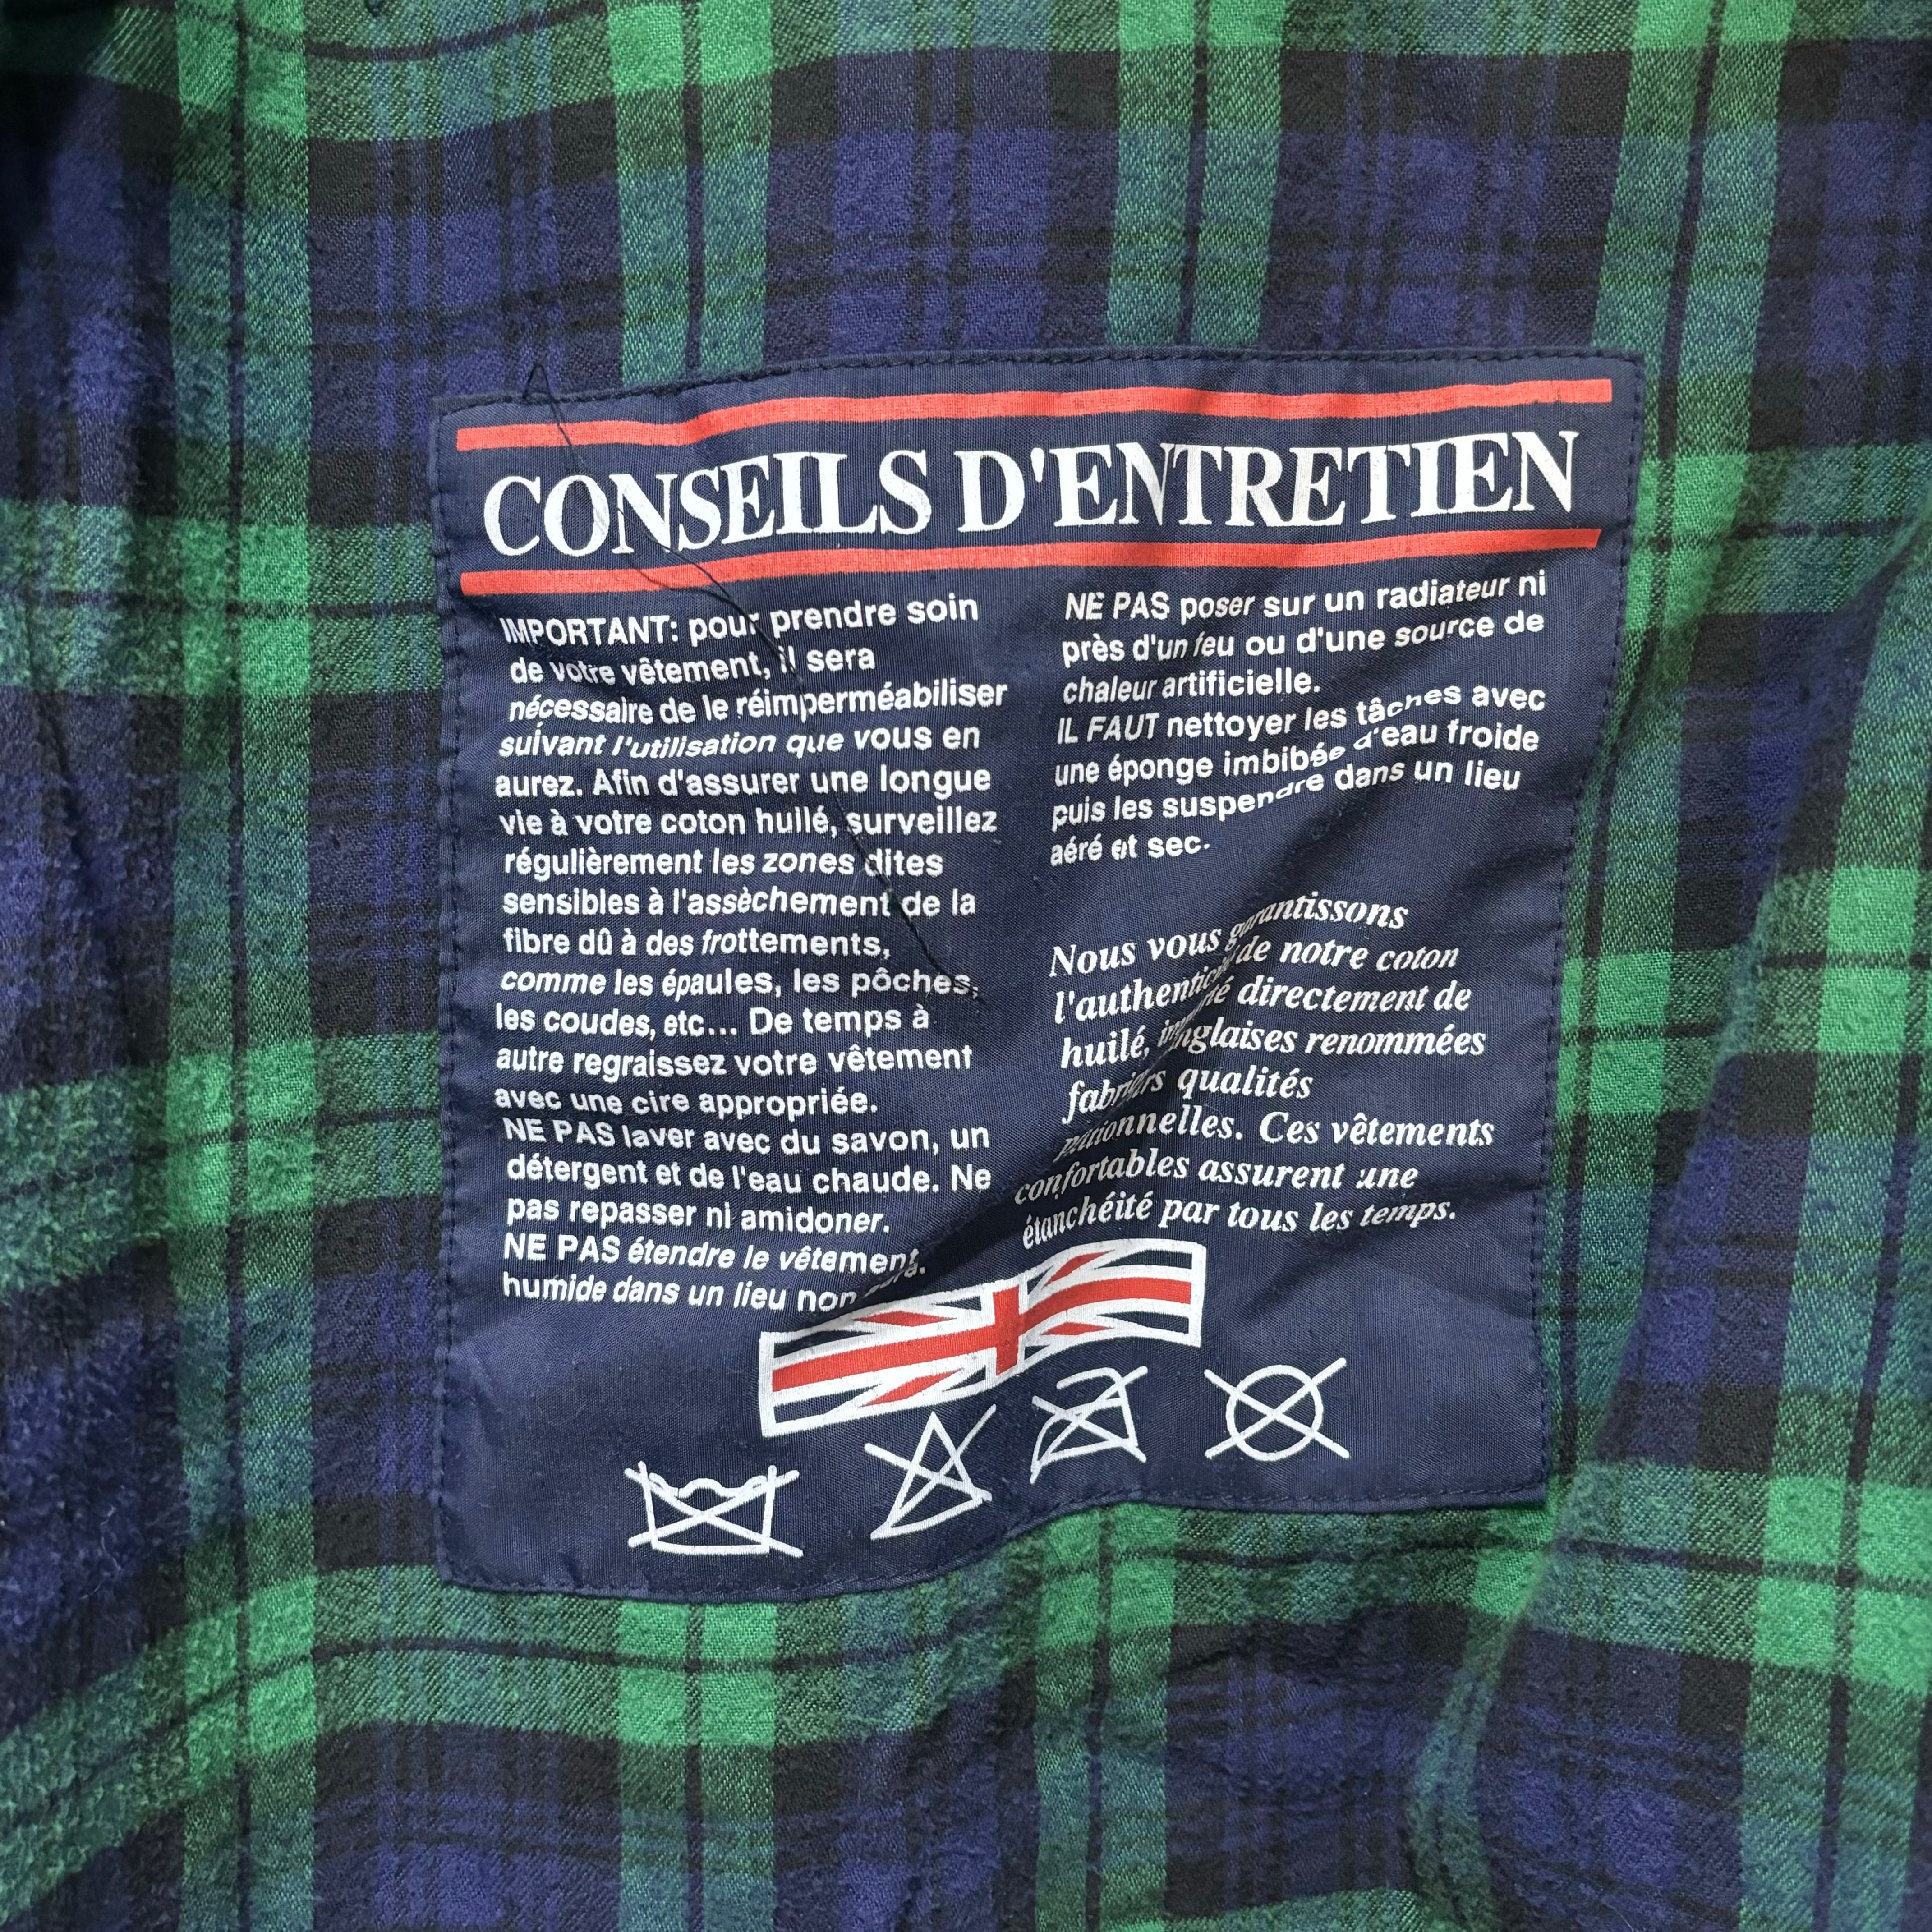 CONSEILS D'ENTRETIEN
IMPORTANT: pour prendre soin
de votre vêtement, il sera
nécessaire de le réimperméabiliser
suivant l'utilisation que vous en
aurez. Afin d'assurer une longue
vie à votre coton huilé, surveillez
régulièrement les zones dites
sensibles à l'assèchement de la
fibre dû à des frottements,
comme les épaules, les pôches,
les coudes, etc... De temps à
autre regraissez votre vêtement
avec une cire appropriée.
NE PAS laver avec du savon, un
détergent et de l'eau chaude. Ne
pas repasser ni amidoner.
NE PAS étendre le vêtement
humide dans un lieu non
NE PAS poser sur un radiateur ni
près d'un feu ou d'une source de
chaleur artificielle.
IL FAUT nettoyer les tâches avec
une éponge imbibée d'eau froide
puis les suspendre dans un lieu
aéré et sec.
Nous vous garantissons
de notre coton
huilé, directement de
anglaises renommées
qualités
Ces vêtements
confortables assurent une
étanchéité par tous les temps.